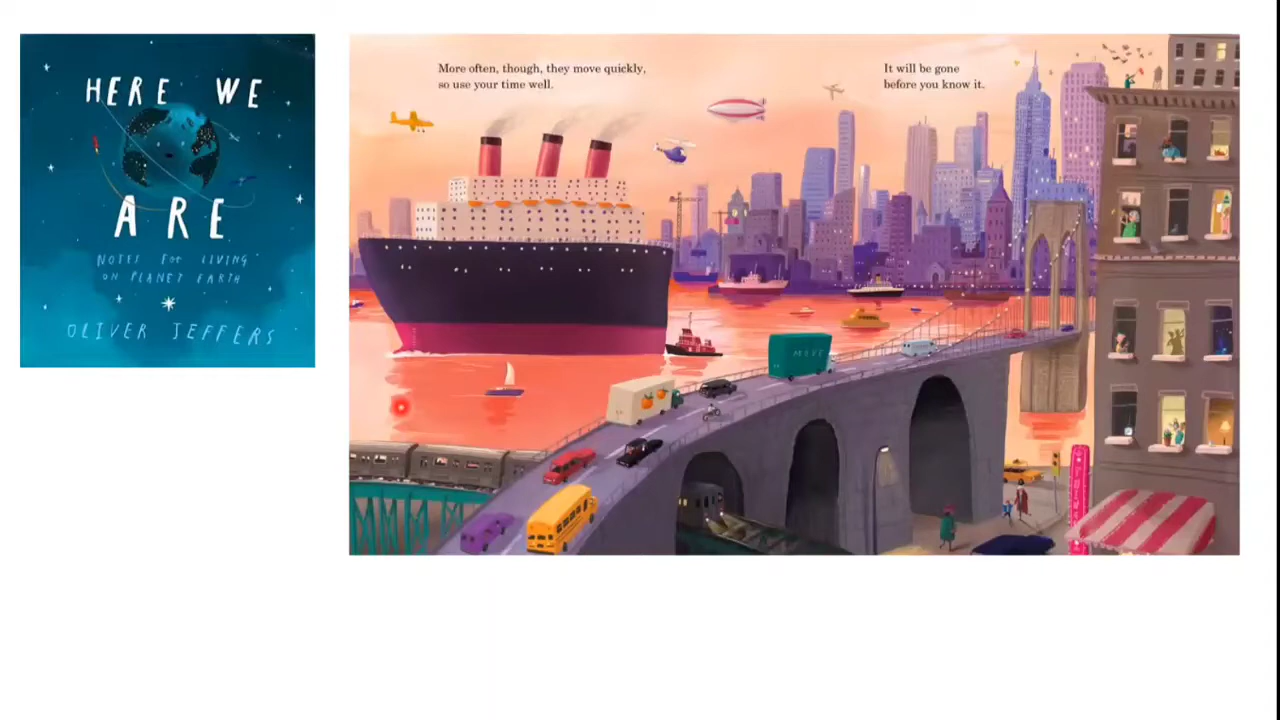 HERE WE
ARE
NOTES FOR LIVING
ON PLANET EARTH
OLIVER JEFFERS
More often, though, they move quickly,
so use your time well.
It will be gone
before you know it.
MOVE